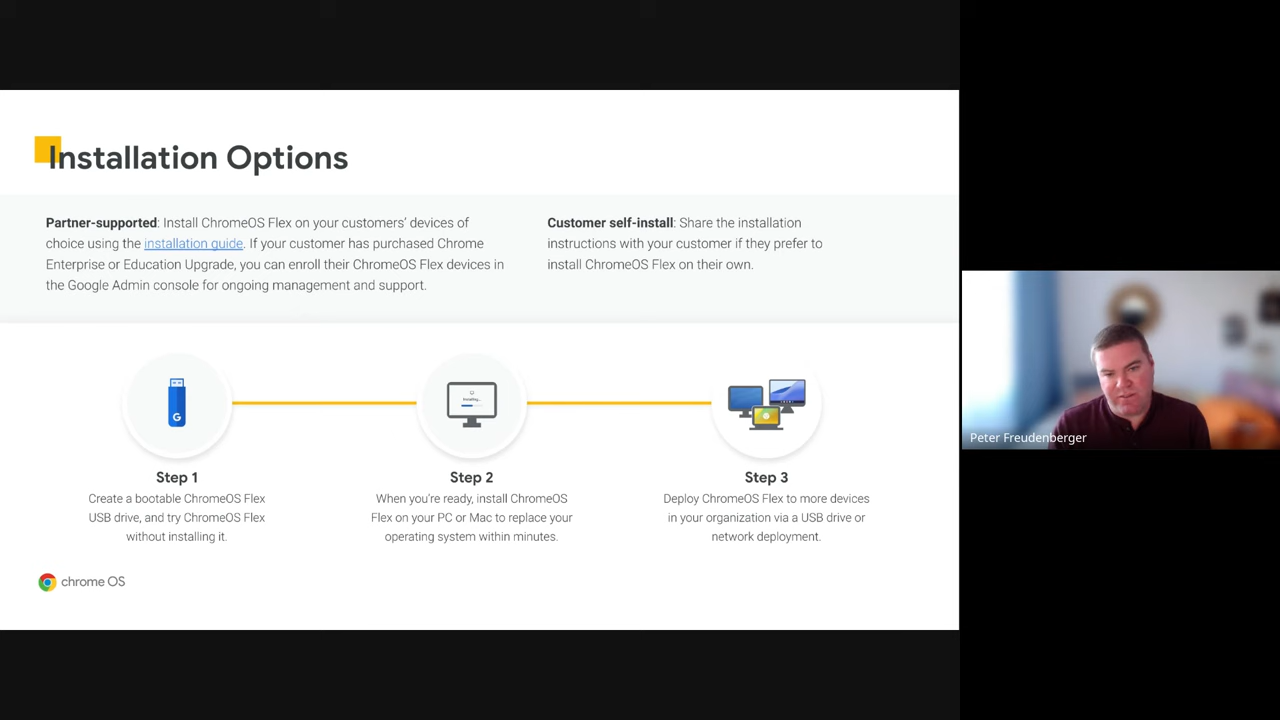 Installation Options
Partner-supported: Install ChromeOS Flex on your customers' devices of
choice using the installation guide. If your customer has purchased Chrome
Enterprise or Education Upgrade, you can enroll their ChromeOS Flex devices in
the Google Admin console for ongoing management and support.
Customer self-install: Share the installation
instructions with your customer if they prefer to
install ChromeOS Flex on their own.
G
Installing...
Step 1
Create a bootable ChromeOS Flex
USB drive, and try ChromeOS Flex
without installing it.
Step 2
When you're ready, install ChromeOS
Flex on your PC or Mac to replace your
operating system within minutes.
Step 3
Deploy ChromeOS Flex to more devices
in your organization via a USB drive or
network deployment.
chrome OS
Peter Freudenberger